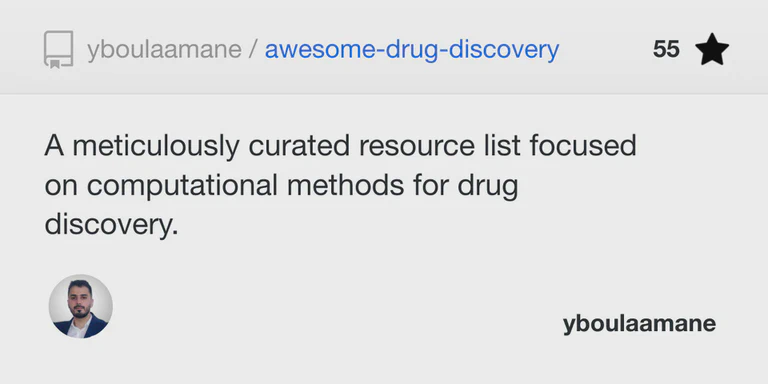 yboulaamane / awesome-drug-discovery 55
A meticulously curated resource list focused
on computational methods for drug
discovery.
yboulaamane